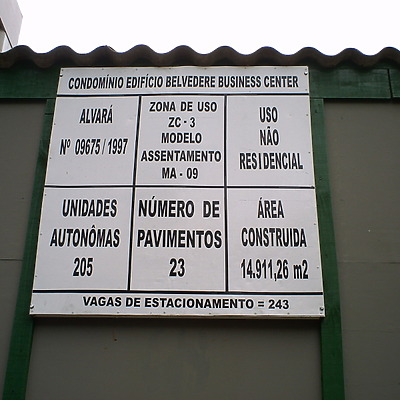 CONDOMÍNIO EDIFÍCIO BELVEDERE BUSINESS CENTER
ALVARÁ
Nº 09675/1997
ZONA DE USO
ZC - 3
MODELO
ASSENTAMENTO
MA - 09
USO
NÃO
RESIDENCIAL
UNIDADES
AUTONÔMAS
205
NÚMERO DE
PAVIMENTOS
23
ÁREA
CONSTRUIDA
14.911,26 m2
VAGAS DE ESTACIONAMENTO = 243